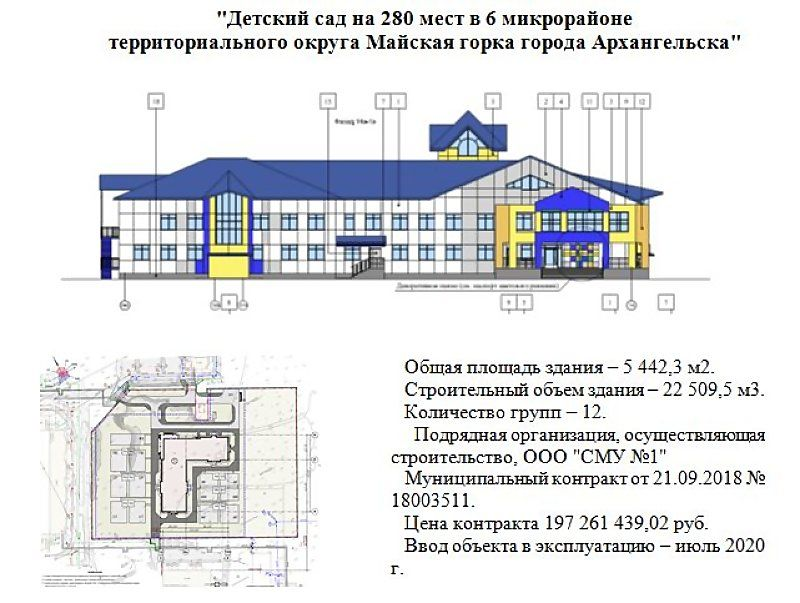 "Детский сад на 280 мест в 6 микрорайоне
территориального округа Майская горка города Архангельска"
Общая площадь здания – 5 442,3 м2.
Строительный объем здания – 22 509,5 м3.
Количество групп – 12.
Подрядная организация, осуществляющая
строительство, ООО "СМУ №1"
Муниципальный контракт от 21.09.2018 №
18003511.
Цена контракта 197 261 439,02 руб.
Ввод объекта в эксплуатацию – июль 2020
г.